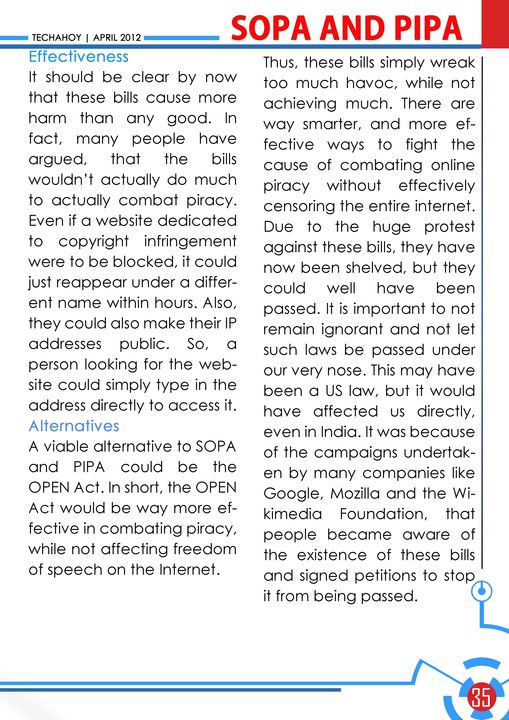 TECHAHOY | APRIL 2012
SOPA AND PIPA
Effectiveness
It should be clear by now
that these bills cause more
harm than any good. In
fact, many people have
argued, that the bills
wouldn't actually do much
to actually combat piracy.
Even if a website dedicated
to copyright infringement
were to be blocked, it could
just reappear under a differ-
ent name within hours. Also,
they could also make their IP
addresses public. So, a
person looking for the web-
site could simply type in the
address directly to access it.
Alternatives
A viable alternative to SOPA
and PIPA could be the
OPEN Act. In short, the OPEN
Act would be way more ef-
fective in combating piracy,
while not affecting freedom
of speech on the Internet.
Thus, these bills simply wreak
too much havoc, while not
achieving much. There are
way smarter, and more ef-
fective ways to fight the
cause of combating online
piracy without effectively
censoring the entire internet.
Due to the huge protest
against these bills, they have
now been shelved, but they
could well have been
passed. It is important to not
remain ignorant and not let
such laws be passed under
our very nose. This may have
been a US law, but it would
have affected us directly,
even in India. It was because
of the campaigns undertak-
en by many companies like
Google, Mozilla and the Wi-
kimedia Foundation, that
people became aware of
the existence of these bills
and signed petitions to stop
it from being passed.
35